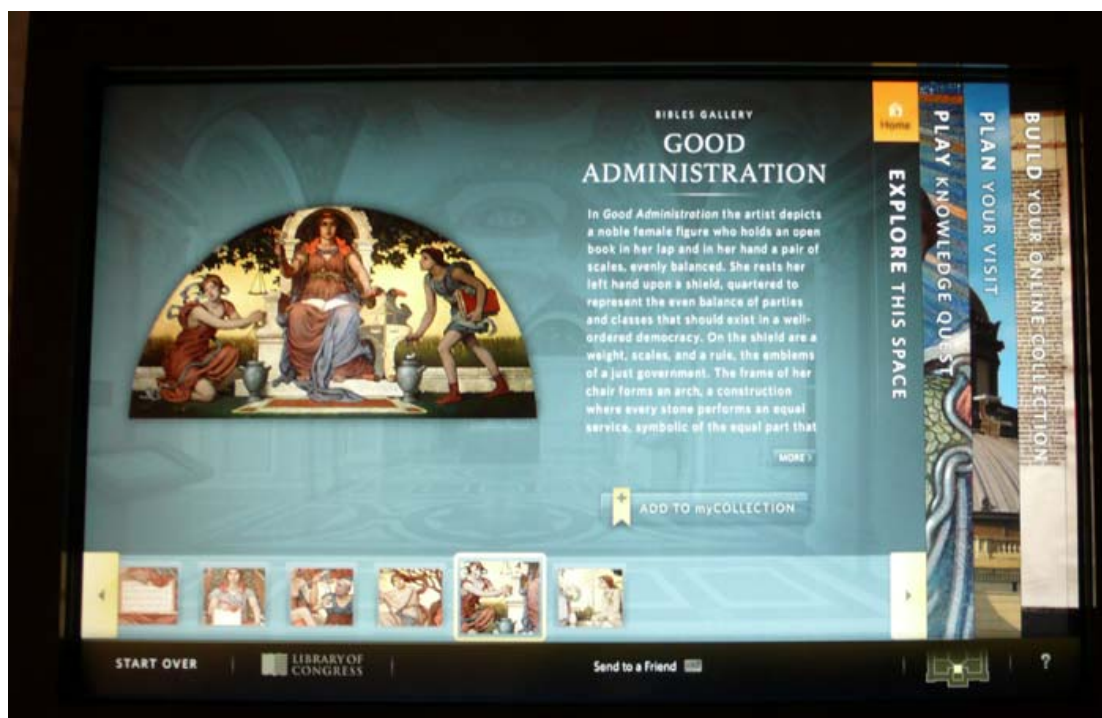 BIBLES GALLERY
GOOD
ADMINISTRATION
In Good Administration the artist depicts
a noble female figure who holds an open
book in her lap and in her hand a pair of
scales, evenly balanced. She rests her
left hand upon a shield, quartered to
represent the even balance of parties
and classes that should exist in a well-
ordered democracy. On the shield are a
weight, scales, and a rule, the emblems
of a just government. The frame of her
chair forms an arch, a construction
where every stone performs an equal
service, symbolic of the equal part that
MORE >
+ ADD TO myCOLLECTION
Home
EXPLORE THIS SPACE
PLAY KNOWLEDGE QUEST
PLAN YOUR VISIT
BUILD YOUR ONLINE COLLECTION
START OVER
LIBRARY OF
CONGRESS
Send to a Friend
?